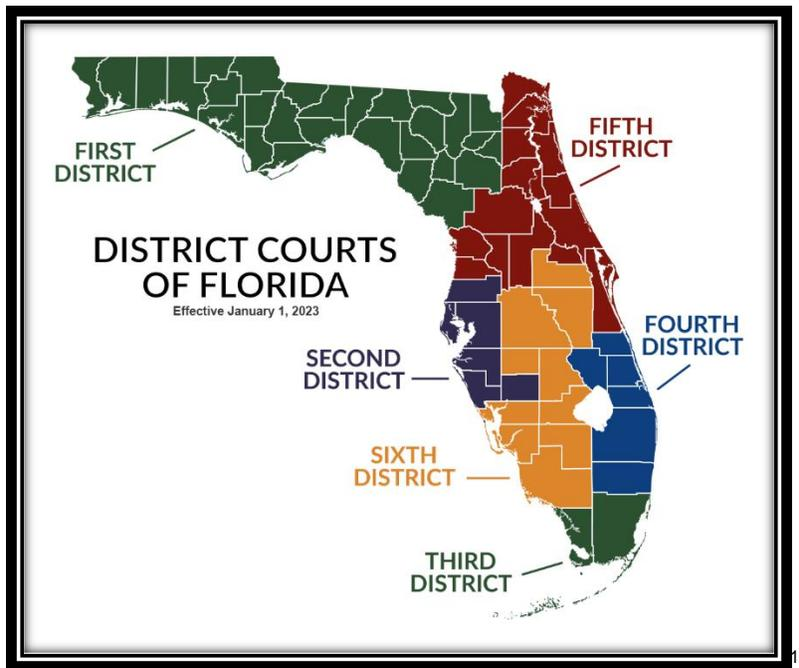 FIRST
DISTRICT
FIFTH
DISTRICT
DISTRICT COURTS
OF FLORIDA
Effective January 1, 2023
FOURTH
DISTRICT
SECOND
DISTRICT
SIXTH
DISTRICT
THIRD
DISTRICT
1